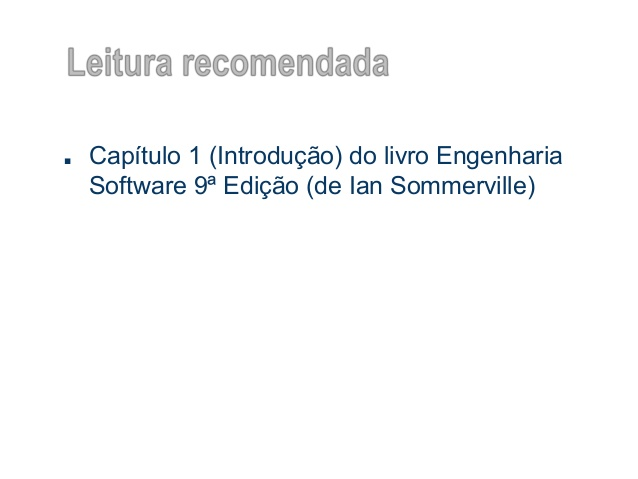 Leitura recomendada
■ Capítulo 1 (Introdução) do livro Engenharia
Software 9ª Edição (de Ian Sommerville)